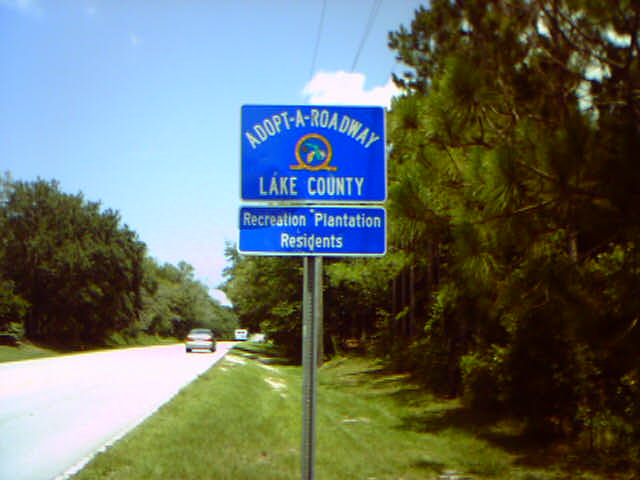 ADOPT-A-ROADWAY
LAKE COUNTY
Recreation Plantation
Residents